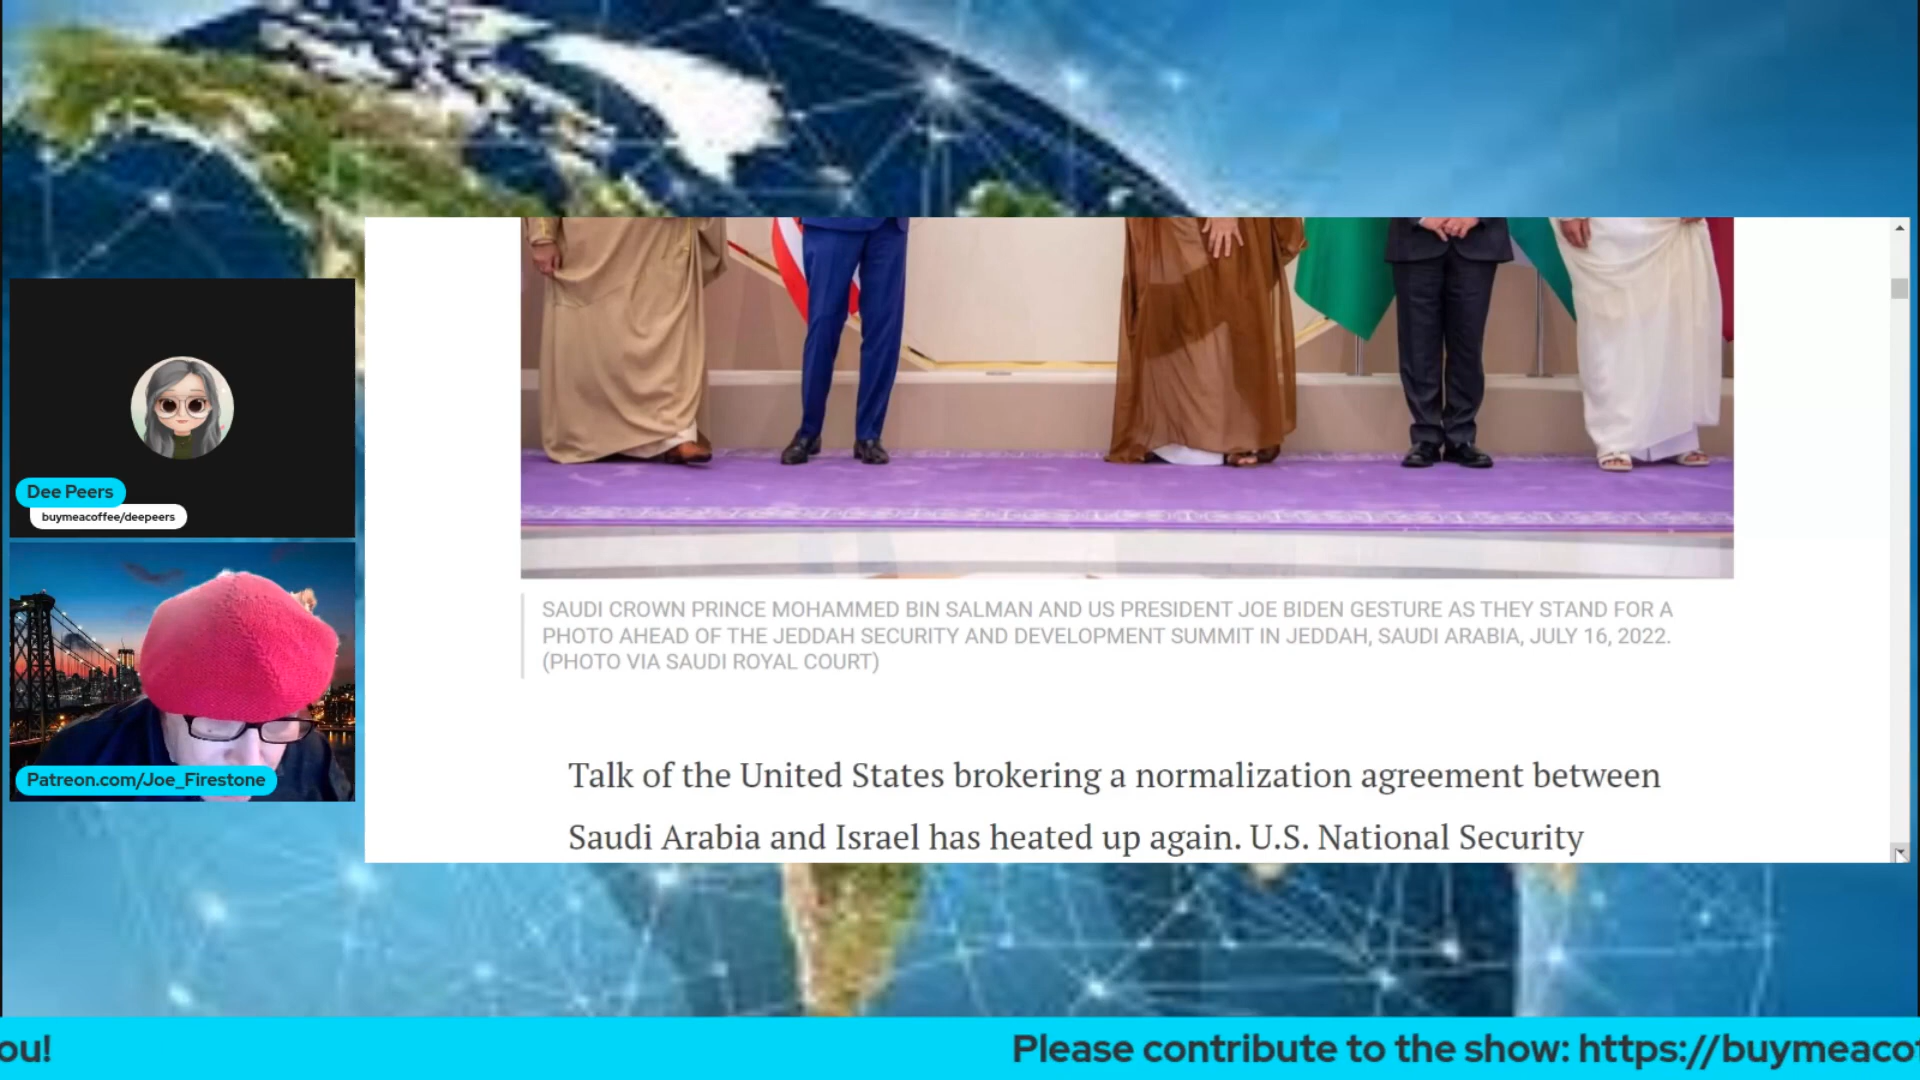 Dee Peers
buymeacoffee/deepeers
Patreon.com/Joe_Firestone
SAUDI CROWN PRINCE MOHAMMED BIN SALMAN AND US PRESIDENT JOE BIDEN GESTURE AS THEY STAND FOR A
PHOTO AHEAD OF THE JEDDAH SECURITY AND DEVELOPMENT SUMMIT IN JEDDAH, SAUDI ARABIA, JULY 16, 2022.
(PHOTO VIA SAUDI ROYAL COURT)
Talk of the United States brokering a normalization agreement between
Saudi Arabia and Israel has heated up again. U.S. National Security
ou! Please contribute to the show: https://buymeaco